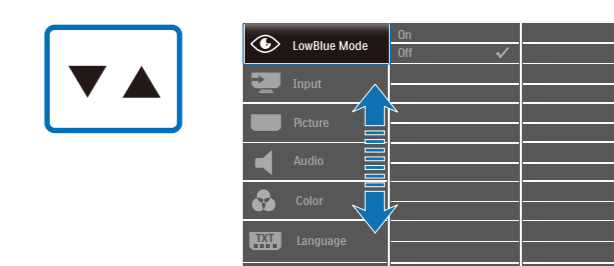 LowBlue Mode
On
Off
Input
Picture
Audio
Color
TXT
Language